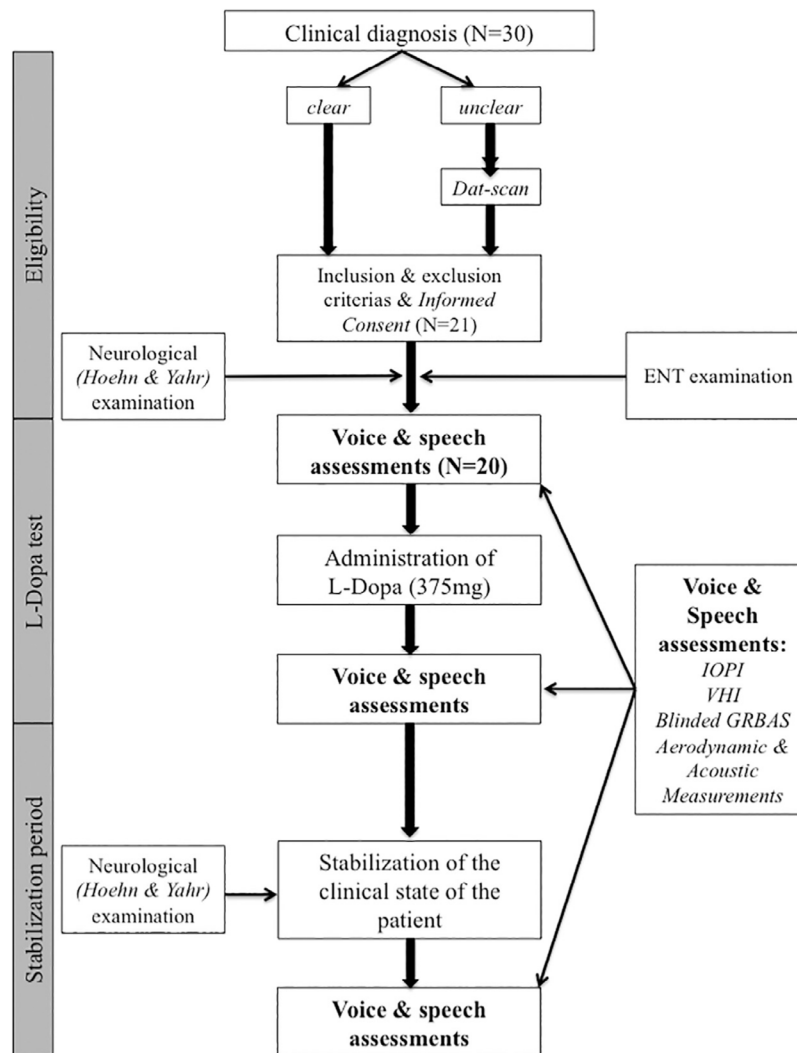 Clinical diagnosis (N=30)
clear
unclear
Dat-scan
Eligibility
Inclusion & exclusion
criterias & Informed
Consent (N=21)
Neurological
(Hoehn & Yahr)
examination
ENT examination
Voice & speech
assessments (N=20)
L-Dopa test
Administration of
L-Dopa (375mg)
Voice & speech
assessments
Voice &
Speech
assessments:
IOPI
VHI
Blinded GRBAS
Aerodynamic &
Acoustic
Measurements
Stabilization period
Neurological
(Hoehn & Yahr)
examination
Stabilization of the
clinical state of the
patient
Voice & speech
assessments